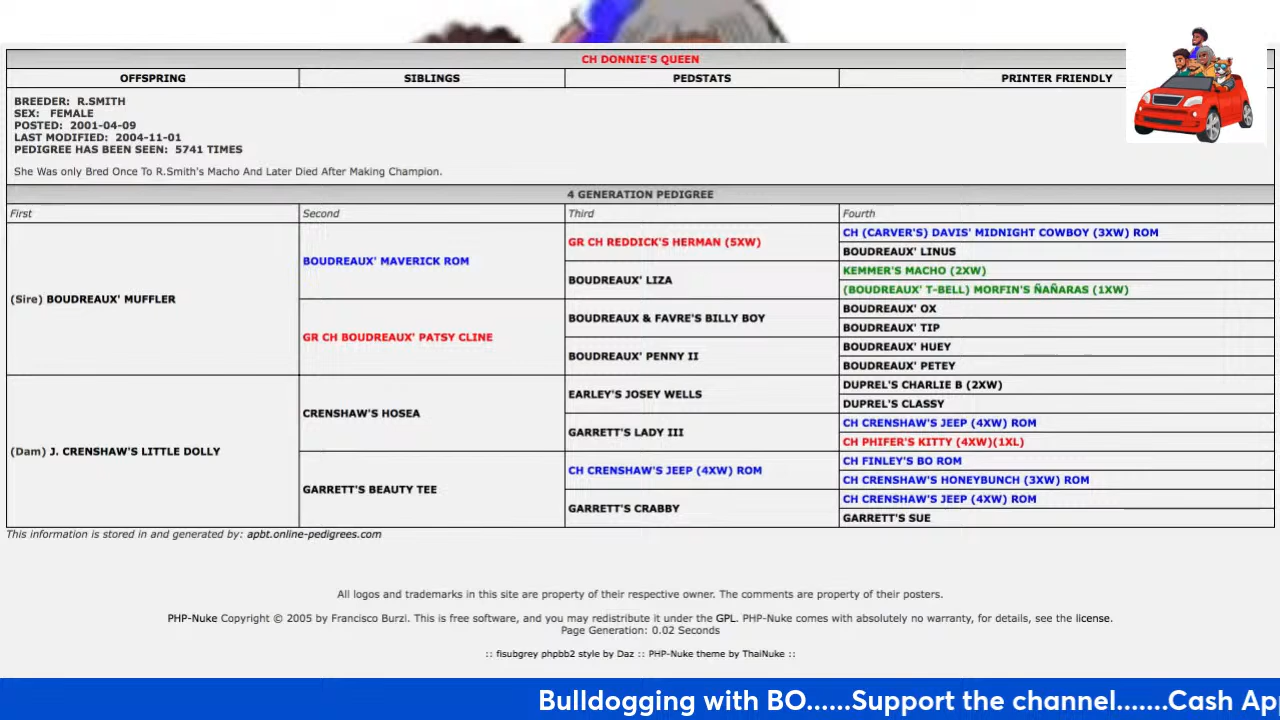 CH DONNIE'S QUEEN
OFFSPRING SIBLINGS PEDSTATS PRINTER FRIENDLY
BREEDER: R.SMITH
SEX: FEMALE
POSTED: 2001-04-09
LAST MODIFIED: 2004-11-01
PEDIGREE HAS BEEN SEEN: 5741 TIMES
She Was only Bred Once To R.Smith's Macho And Later Died After Making Champion.
4 GENERATION PEDIGREE
First Second Third Fourth
(Sire) BOUDREAUX' MUFFLER
BOUDREAUX' MAVERICK ROM
GR CH REDDICK'S HERMAN (5XW)
CH (CARVER'S) DAVIS' MIDNIGHT COWBOY (3XW) ROM
BOUDREAUX' LINUS
BOUDREAUX' LIZA
KEMMER'S MACHO (2XW)
(BOUDREAUX' T-BELL) MORFIN'S ÑAÑARAS (1XW)
GR CH BOUDREAUX' PATSY CLINE
BOUDREAUX & FAVRE'S BILLY BOY
BOUDREAUX' OX
BOUDREAUX' TIP
BOUDREAUX' PENNY II
BOUDREAUX' HUEY
BOUDREAUX' PETEY
(Dam) J. CRENSHAW'S LITTLE DOLLY
CRENSHAW'S HOSEA
EARLEY'S JOSEY WELLS
DUPREL'S CHARLIE B (2XW)
DUPREL'S CLASSY
GARRETT'S LADY III
CH CRENSHAW'S JEEP (4XW) ROM
CH PHIFER'S KITTY (4XW)(1XL)
GARRETT'S BEAUTY TEE
CH CRENSHAW'S JEEP (4XW) ROM
CH FINLEY'S BO ROM
CH CRENSHAW'S HONEYBUNCH (3XW) ROM
GARRETT'S CRABBY
CH CRENSHAW'S JEEP (4XW) ROM
GARRETT'S SUE
This information is stored in and generated by: apbt.online-pedigrees.com
All logos and trademarks in this site are property of their respective owner. The comments are property of their posters.
PHP-Nuke Copyright © 2005 by Francisco Burzi. This is free software, and you may redistribute it under the GPL. PHP-Nuke comes with absolutely no warranty, for details, see the license.
Page Generation: 0.02 Seconds
:: fisubgrey phpbb2 style by Daz :: PHP-Nuke theme by ThaiNuke ::
Bulldogging with BO......Support the channel.......Cash Ap